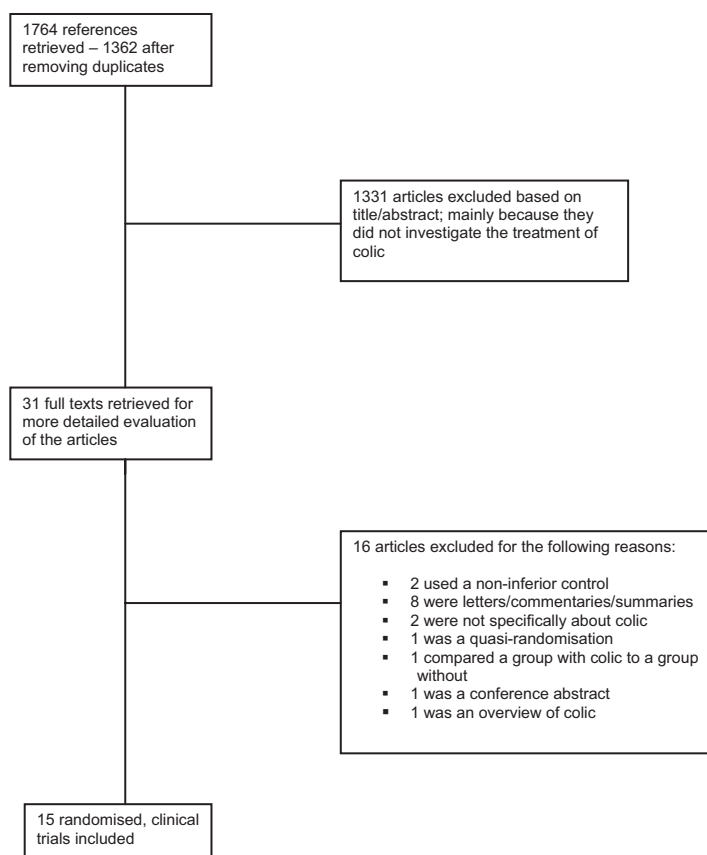 1764 references
retrieved – 1362 after
removing duplicates
1331 articles excluded based on
title/abstract; mainly because they
did not investigate the treatment of
colic
31 full texts retrieved for
more detailed evaluation
of the articles
16 articles excluded for the following reasons:
▪ 2 used a non-inferior control
▪ 8 were letters/commentaries/summaries
▪ 2 were not specifically about colic
▪ 1 was a quasi-randomisation
▪ 1 compared a group with colic to a group
without
▪ 1 was a conference abstract
▪ 1 was an overview of colic
15 randomised, clinical
trials included